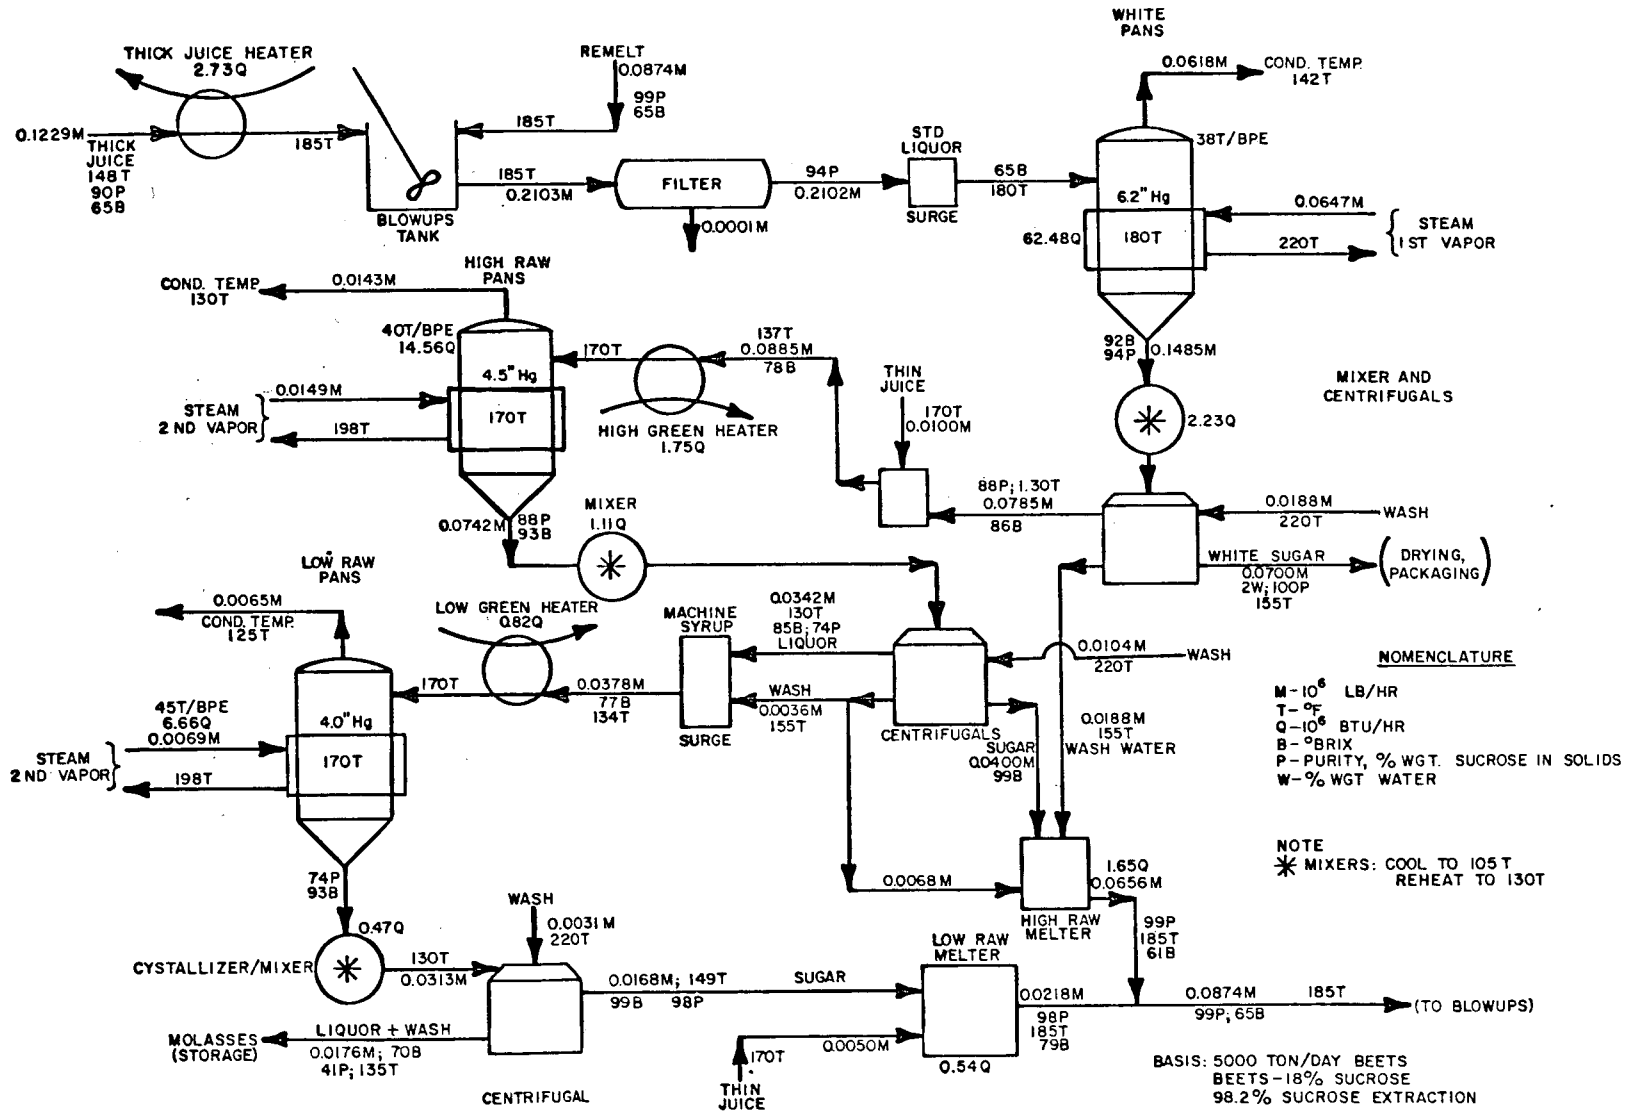 THICK JUICE HEATER
2.73Q
0.1229M
THICK
JUICE
148T
90P
65B
185T
REMELT
0.0874M
99P
65B
185T
BLOWUPS
TANK
185T
0.2103M
FILTER
0.0001M
94P
0.2102M
STD
LIQUOR
SURGE
65B
180T
WHITE
PANS
0.0618M
COND. TEMP.
142T
38T/BPE
6.2" Hg
62.48Q
180T
0.0647M
220T
STEAM
1ST VAPOR
92B
94P
0.1485M
MIXER AND
CENTRIFUGALS
2.23Q
HIGH RAW
PANS
COND. TEMP
130T
0.0143M
40T/BPE
14.56Q
4.5" Hg
170T
0.0149M
STEAM
2 ND VAPOR
198T
170T
137T
0.0885M
78B
HIGH GREEN HEATER
1.75Q
THIN
JUICE
170T
0.0100M
88P; 1.30T
0.0785M
86B
0.0188M
220T
WASH
WHITE SUGAR
0.0700M
2W; 100P
155T
(DRYING,
PACKAGING)
0.0742M
88P
93B
MIXER
1.11Q
LOW RAW
PANS
0.0065M
COND. TEMP.
125T
LOW GREEN HEATER
0.82Q
MACHINE
SYRUP
SURGE
0.0342M
130T
85B; 74P
LIQUOR
0.0104M
220T
WASH
170T
0.0378M
77B
134T
WASH
0.0036M
155T
CENTRIFUGALS
SUGAR
0.0400M
99B
0.0188M
155T
WASH WATER
45T/BPE
6.66Q
0.0069M
STEAM
2 ND VAPOR
198T
4.0" Hg
170T
NOMENCLATURE
M-10⁶ LB/HR
T-°F
Q-10⁶ BTU/HR
B-°BRIX
P-PURITY, % WGT. SUCROSE IN SOLIDS
W-% WGT WATER
NOTE
MIXERS: COOL TO 105 T
REHEAT TO 130T
74P
93B
0.47Q
CYSTALLIZER/MIXER
130T
0.0313M
WASH
0.0031M
220T
0.0068M
1.65Q
0.0656M
HIGH RAW
MELTER
99P
185T
61B
LOW RAW
MELTER
0.0168M; 149T
SUGAR
99B 98P
0.0218M
98P
185T
79B
0.0874M
185T
99P; 65B
(TO BLOWUPS)
MOLASSES
(STORAGE)
LIQUOR + WASH
0.0176M; 70B
41P; 135T
CENTRIFUGAL
170T
0.0050M
THIN
JUICE
0.54Q
BASIS: 5000 TON/DAY BEETS
BEETS-18% SUCROSE
98.2% SUCROSE EXTRACTION